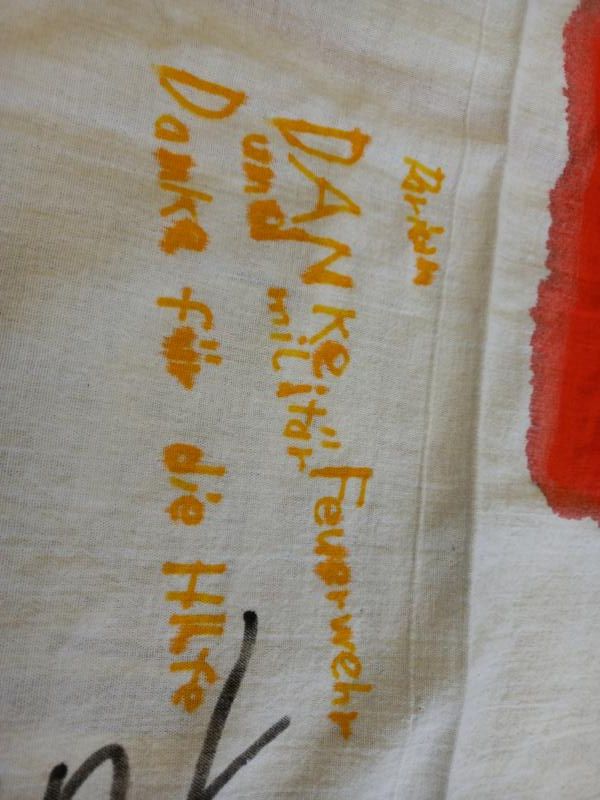 DANKe Feuerwehr
und militär
Danke für die Hilfe